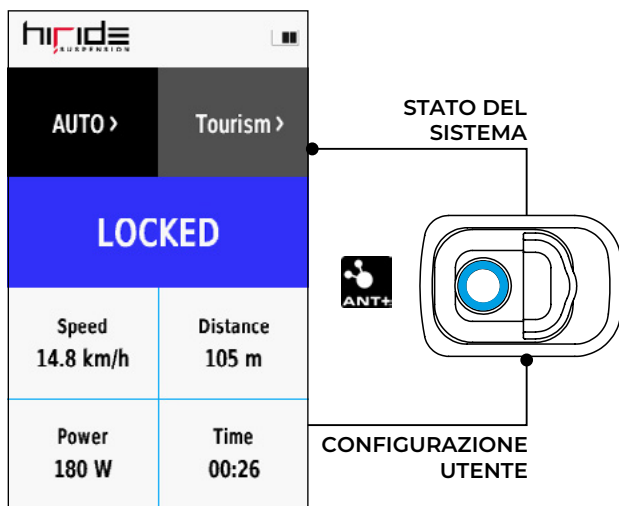 hiride
SUSPENSION
AUTO >
Tourism >
LOCKED
Speed
14.8 km/h
Distance
105 m
Power
180 W
Time
00:26
STATO DEL
SISTEMA
ANT+
CONFIGURAZIONE
UTENTE